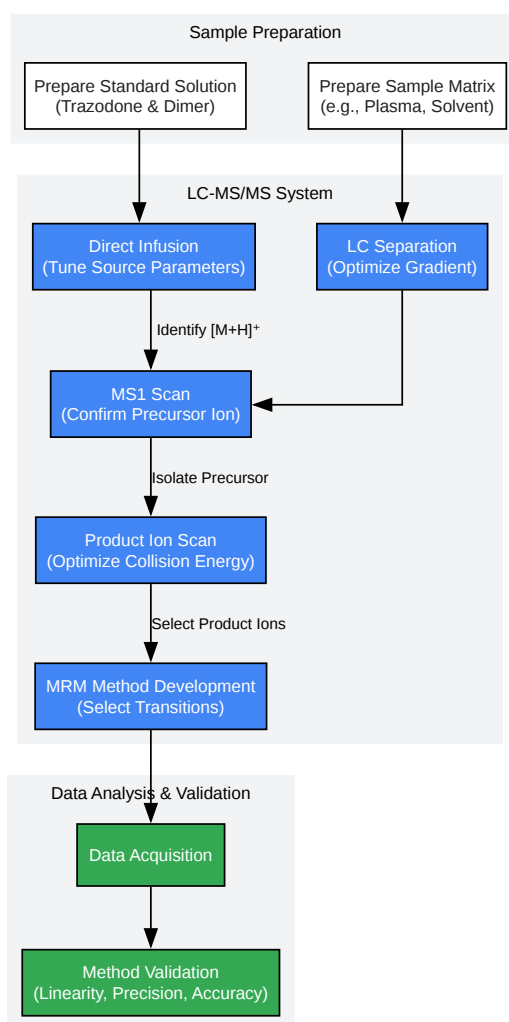 Sample Preparation
Prepare Standard Solution
(Trazodone & Dimer)
Prepare Sample Matrix
(e.g., Plasma, Solvent)
LC-MS/MS System
Direct Infusion
(Tune Source Parameters)
LC Separation
(Optimize Gradient)
Identify [M+H]⁺
MS1 Scan
(Confirm Precursor Ion)
Isolate Precursor
Product Ion Scan
(Optimize Collision Energy)
Select Product Ions
MRM Method Development
(Select Transitions)
Data Analysis & Validation
Data Acquisition
Method Validation
(Linearity, Precision, Accuracy)